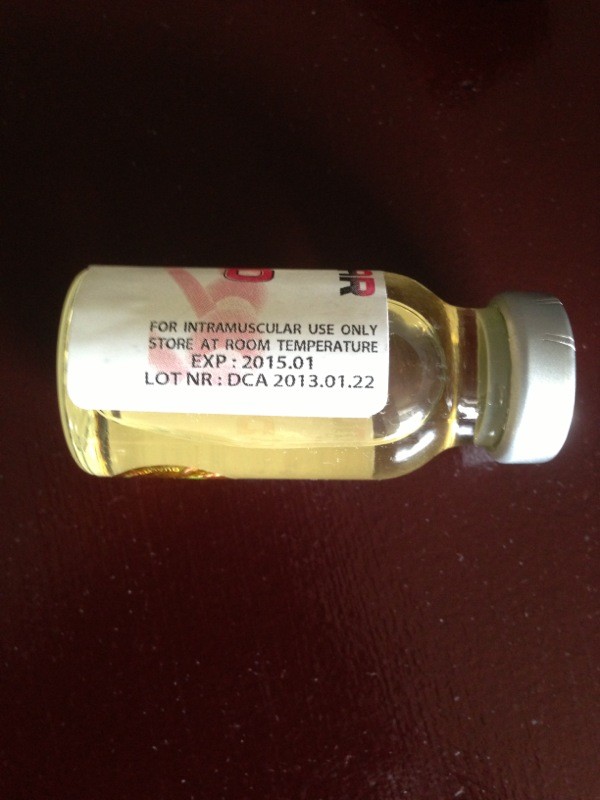 FOR INTRAMUSCULAR USE ONLY
STORE AT ROOM TEMPERATURE
EXP : 2015.01
LOT NR : DCA 2013.01.22